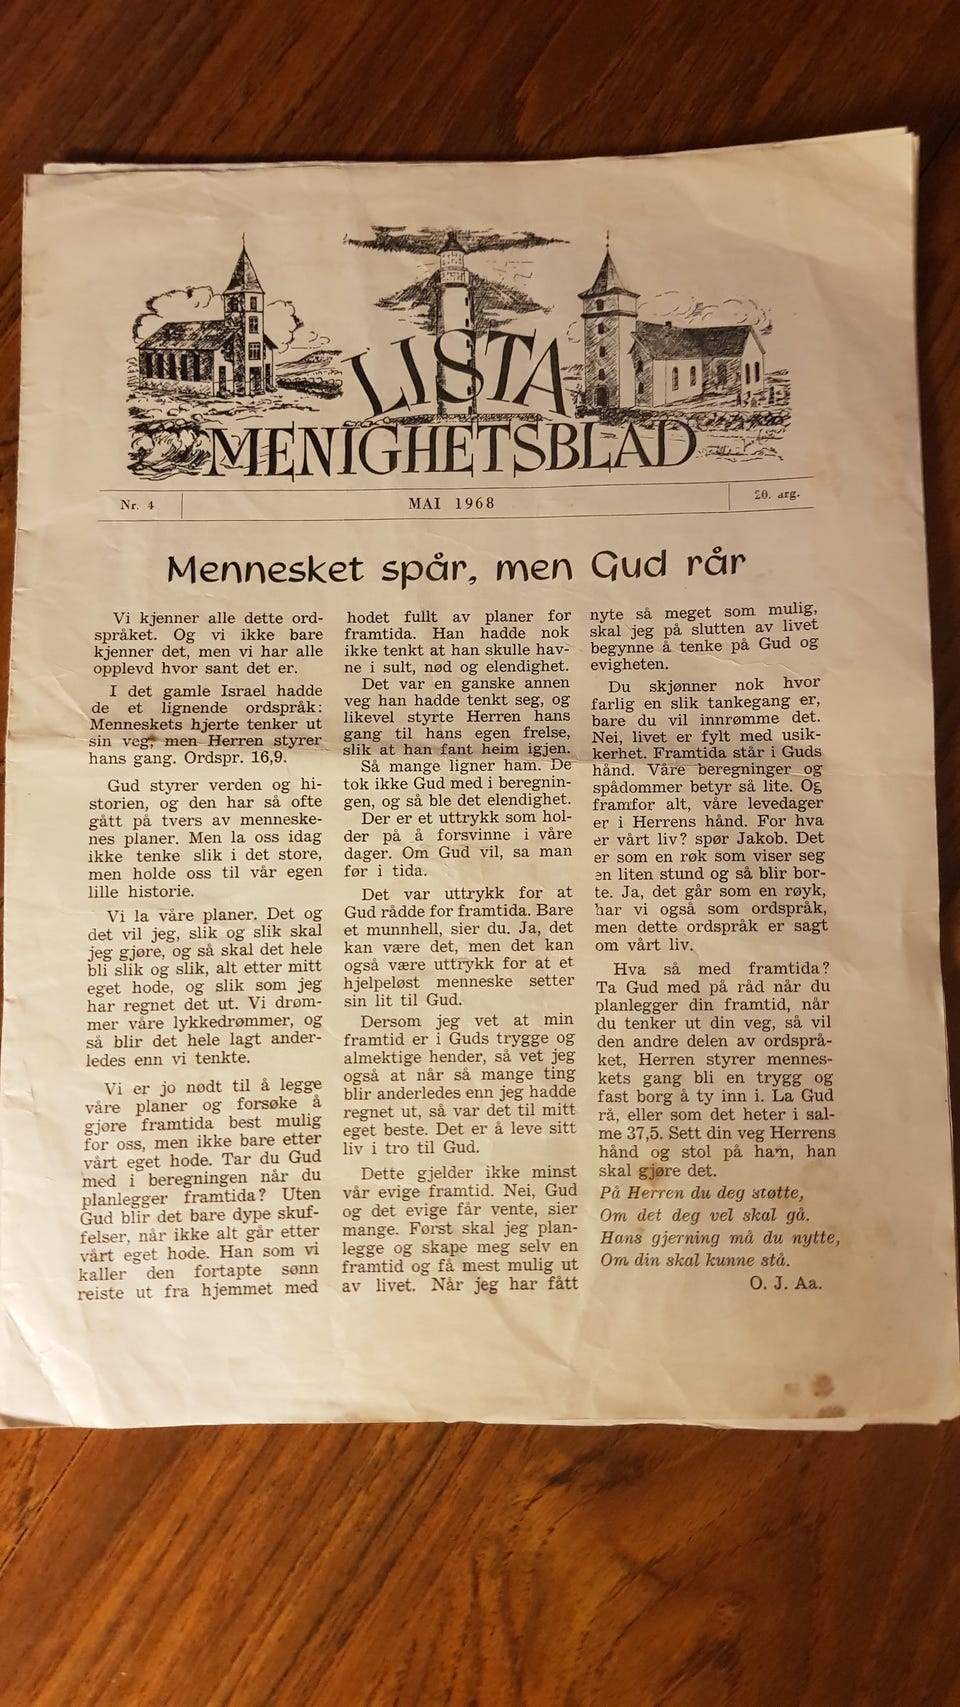 LISTA
MENIGHETSBLAD
Nr. 4
MAI 1968
20. årg.
Mennesket spår, men Gud rår
Vi kjenner alle dette ord-
språket. Og vi ikke bare
kjenner det, men vi har alle
opplevd hvor sant det er.
I det gamle Israel hadde
de et lignende ordspråk:
Menneskets hjerte tenker ut
sin veg, men Herren styrer
hans gang. Ordspr. 16,9.
Gud styrer verden og hi-
storien, og den har så ofte
gått på tvers av menneske-
nes planer. Men la oss idag
ikke tenke slik i det store,
men holde oss til vår egen
lille historie.
Vi la våre planer. Det og
det vil jeg, slik og slik skal
jeg gjøre, og så skal det hele
bli slik og slik, alt etter mitt
eget hode, og slik som jeg
har regnet det ut. Vi drøm-
mer våre lykkedrømmer, og
så blir det hele lagt ander-
ledes enn vi tenkte.
Vi er jo nødt til å legge
våre planer og forsøke å
gjøre framtida best mulig
for oss, men ikke bare etter
vårt eget hode. Tar du Gud
med i beregningen når du
planlegger framtida? Uten
Gud blir det bare dype skuf-
felser, når ikke alt går etter
vårt eget hode. Han som vi
kaller den fortapte sønn
reiste ut fra hjemmet med
hodet fullt av planer for
framtida. Han hadde nok
ikke tenkt at han skulle hav-
ne i sult, nød og elendighet.
Det var en ganske annen
veg han hadde tenkt seg, og
likevel styrte Herren hans
gang til hans egen frelse,
slik at han fant heim igjen.
Så mange ligner ham. De
tok ikke Gud med i beregnin-
gen, og så ble det elendighet.
Der er et uttrykk som hol-
der på å forsvinne i våre
dager. Om Gud vil, sa man
før i tida.
Det var uttrykk for at
Gud rådde for framtida. Bare
et munnhell, sier du. Ja, det
kan være det, men det kan
også være uttrykk for at et
hjelpeløst menneske setter
sin lit til Gud.
Dersom jeg vet at min
framtid er i Guds trygge og
almektige hender, så vet jeg
også at når så mange ting
blir anderledes enn jeg hadde
regnet ut, så var det til mitt
eget beste. Det er å leve sitt
liv i tro til Gud.
Dette gjelder ikke minst
vår evige framtid. Nei, Gud
og det evige får vente, sier
mange. Først skal jeg plan-
legge og skape meg selv en
framtid og få mest mulig ut
av livet. Når jeg har fått
nyte så meget som mulig,
skal jeg på slutten av livet
begynne å tenke på Gud og
evigheten.
Du skjønner nok hvor
farlig en slik tankegang er,
bare du vil innrømme det.
Nei, livet er fylt med usik-
kerhet. Framtida står i Guds
hånd. Våre beregninger og
spådommer betyr så lite. Og
framfor alt, våre levedager
er i Herrens hånd. For hva
er vårt liv? spør Jakob. Det
er som en røk som viser seg
en liten stund og så blir bor-
te. Ja, det går som en røyk,
har vi også som ordspråk,
men dette ordspråk er sagt
om vårt liv.
Hva så med framtida?
Ta Gud med på råd når du
planlegger din framtid, når
du tenker ut din veg, så vil
den andre delen av ordsprå-
ket, Herren styrer mennes-
kets gang bli en trygg og
fast borg å ty inn i. La Gud
rå, eller som det heter i sal-
me 37,5. Sett din veg Herrens
hånd og stol på ham, han
skal gjøre det.
På Herren du deg støtte,
Om det deg vel skal gå.
Hans gjerning må du nytte,
Om din skal kunne stå.
O. J. Aa.